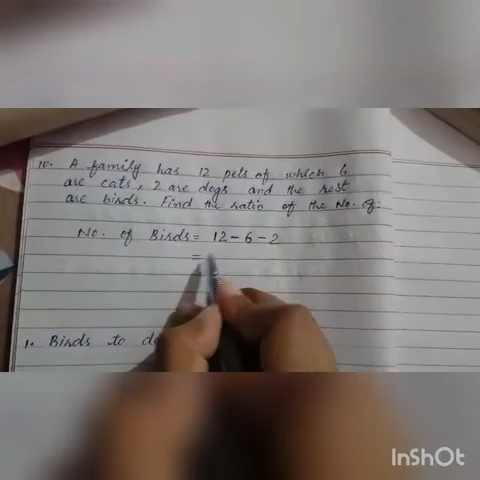 10. A family has 12 pets of which 6
are cats, 2 are dogs and the rest
are birds. Find the ratio of the No. of:
No. of Birds = 12 - 6 - 2
=
1. Birds to
InShOt